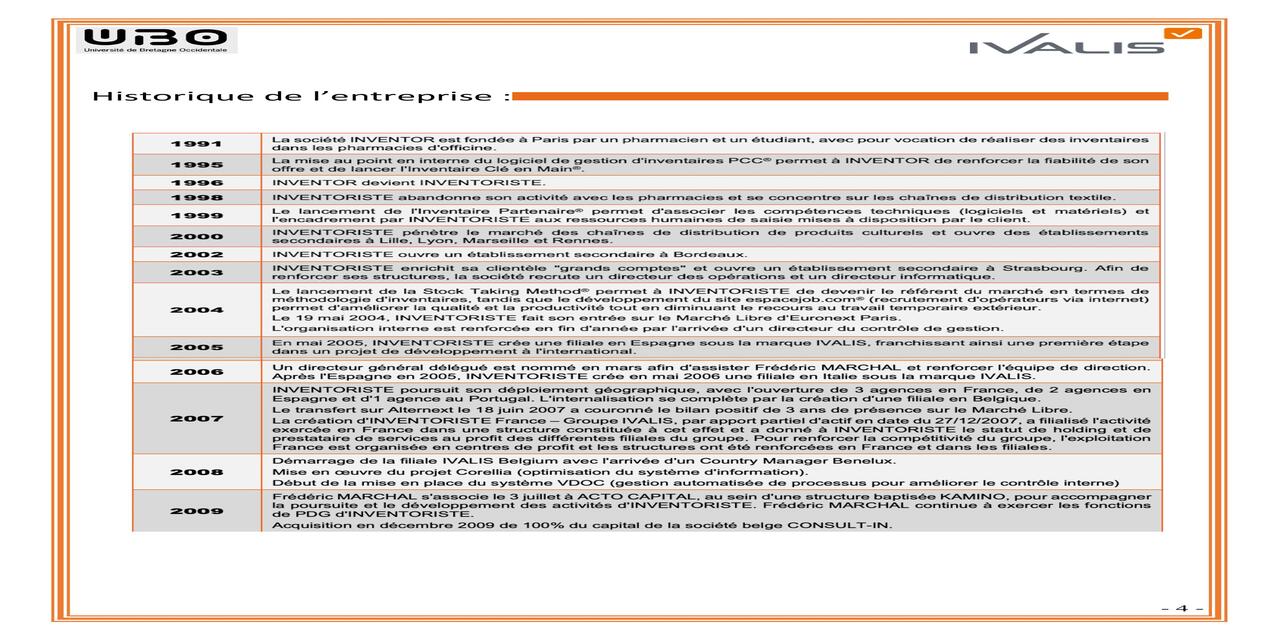 UBO
Université de Bretagne Occidentale
IVALIS
Historique de l'entreprise :
1991
La société INVENTOR est fondée à Paris par un pharmacien et un étudiant, avec pour vocation de réaliser des inventaires
dans les pharmacies d'officine.
1995
La mise au point en interne du logiciel de gestion d'inventaires PCC® permet à INVENTOR de renforcer la fiabilité de son
offre et de lancer l'Inventaire Clé en Main®.
1996
INVENTOR devient INVENTORISTE.
1998
INVENTORISTE abandonne son activité avec les pharmacies et se concentre sur les chaînes de distribution textile.
1999
Le lancement de l'Inventaire Partenaire® permet d'associer les compétences techniques (logiciels et matériels) et
l'encadrement par INVENTORISTE aux ressources humaines de saisie mises à disposition par le client.
2000
INVENTORISTE pénètre le marché des chaînes de distribution de produits culturels et ouvre des établissements
secondaires à Lille, Lyon, Marseille et Rennes.
2002
INVENTORISTE ouvre un établissement secondaire à Bordeaux.
2003
INVENTORISTE enrichit sa clientèle "grands comptes" et ouvre un établissement secondaire à Strasbourg. Afin de
renforcer ses structures, la société recrute un directeur des opérations et un directeur informatique.
2004
Le lancement de la Stock Taking Method® permet à INVENTORISTE de devenir le référent du marché en termes de
méthodologie d'inventaires, tandis que le développement du site espacejob.com® (recrutement d'opérateurs via internet)
permet d'améliorer la qualité et la productivité tout en diminuant le recours au travail temporaire extérieur.
Le 19 mai 2004, INVENTORISTE fait son entrée sur le Marché Libre d'Euronext Paris.
L'organisation interne est renforcée en fin d'année par l'arrivée d'un directeur du contrôle de gestion.
2005
En mai 2005, INVENTORISTE crée une filiale en Espagne sous la marque IVALIS, franchissant ainsi une première étape
dans un projet de développement à l'international.
2006
Un directeur général délégué est nommé en mars afin d'assister Frédéric MARCHAL et renforcer l'équipe de direction.
Après l'Espagne en 2005, INVENTORISTE crée en mai 2006 une filiale en Italie sous la marque IVALIS.
2007
INVENTORISTE poursuit son déploiement géographique, avec l'ouverture de 3 agences en France, de 2 agences en
Espagne et d'1 agence au Portugal. L'internalisation se complète par la création d'une filiale en Belgique.
Le transfert sur Alternext le 18 juin 2007 a couronné le bilan positif de 3 ans de présence sur le Marché Libre.
La création d'INVENTORISTE France – Groupe IVALIS, par apport partiel d'actif en date du 27/12/2007, a filialisé l'activité
exercée en France dans une structure constituée à cet effet et a donné à INVENTORISTE le statut de holding et de
prestataire de services au profit des différentes filiales du groupe. Pour renforcer la compétitivité du groupe, l'exploitation
France est organisée en centres de profit et les structures ont été renforcées en France et dans les filiales.
2008
Démarrage de la filiale IVALIS Belgium avec l'arrivée d'un Country Manager Benelux.
Mise en œuvre du projet Corellia (optimisation du système d'information).
Début de la mise en place du système VDOC (gestion automatisée de processus pour améliorer le contrôle interne)
2009
Frédéric MARCHAL s'associe le 3 juillet à ACTO CAPITAL, au sein d'une structure baptisée KAMINO, pour accompagner
la poursuite et le développement des activités d'INVENTORISTE. Frédéric MARCHAL continue à exercer les fonctions
de PDG d'INVENTORISTE.
Acquisition en décembre 2009 de 100% du capital de la société belge CONSULT-IN.
- 4 -